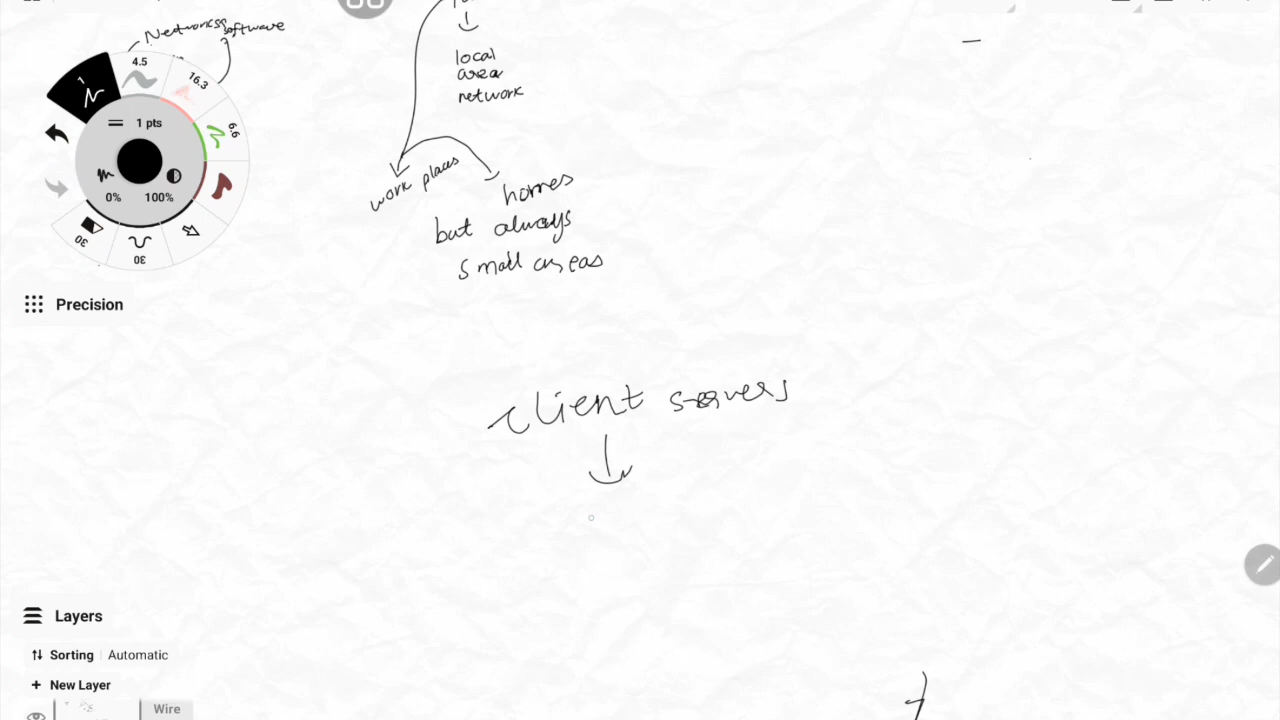 Networks software
4.5
16.3
6.6
1
1 pts
0%
100%
30
30
Precision
local
area
network
work places
homes
but always
small areas
client servers
Layers
Sorting Automatic
+ New Layer
Wire